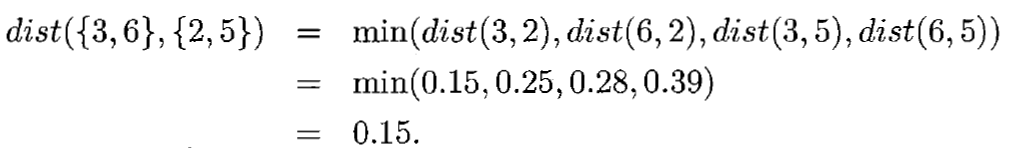 dist({3, 6}, {2, 5}) = min(dist(3, 2), dist(6, 2), dist(3, 5), dist(6, 5))
= min(0.15, 0.25, 0.28, 0.39)
= 0.15.